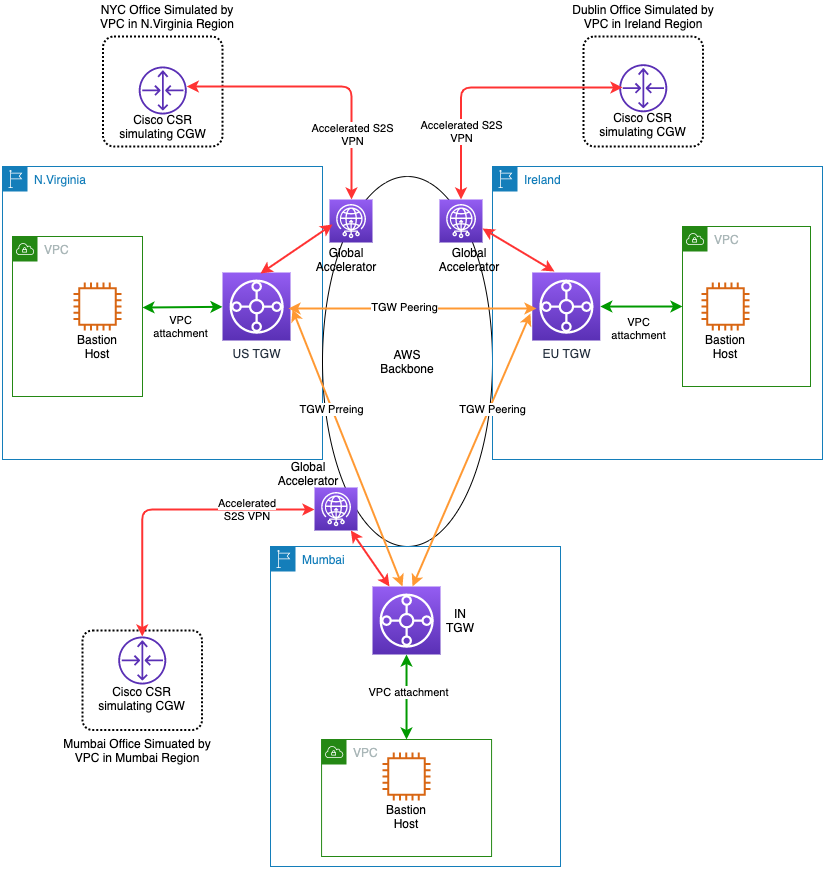 NYC Office Simulated by
VPC in N.Virginia Region
Dublin Office Simulated by
VPC in Ireland Region
Cisco CSR
simulating CGW
Cisco CSR
simulating CGW
Accelerated S2S
VPN
Accelerated S2S
VPN
N.Virginia
Ireland
VPC
VPC
Global
Accelerator
Global
Accelerator
Bastion
Host
VPC
attachment
US TGW
TGW Peering
EU TGW
VPC
attachment
Bastion
Host
AWS
Backbone
TGW Prreing
TGW Peering
Global
Accelerator
Accelerated
S2S VPN
Mumbai
IN
TGW
Cisco CSR
simulating CGW
VPC attachment
Mumbai Office Simuated by
VPC in Mumbai Region
VPC
Bastion
Host